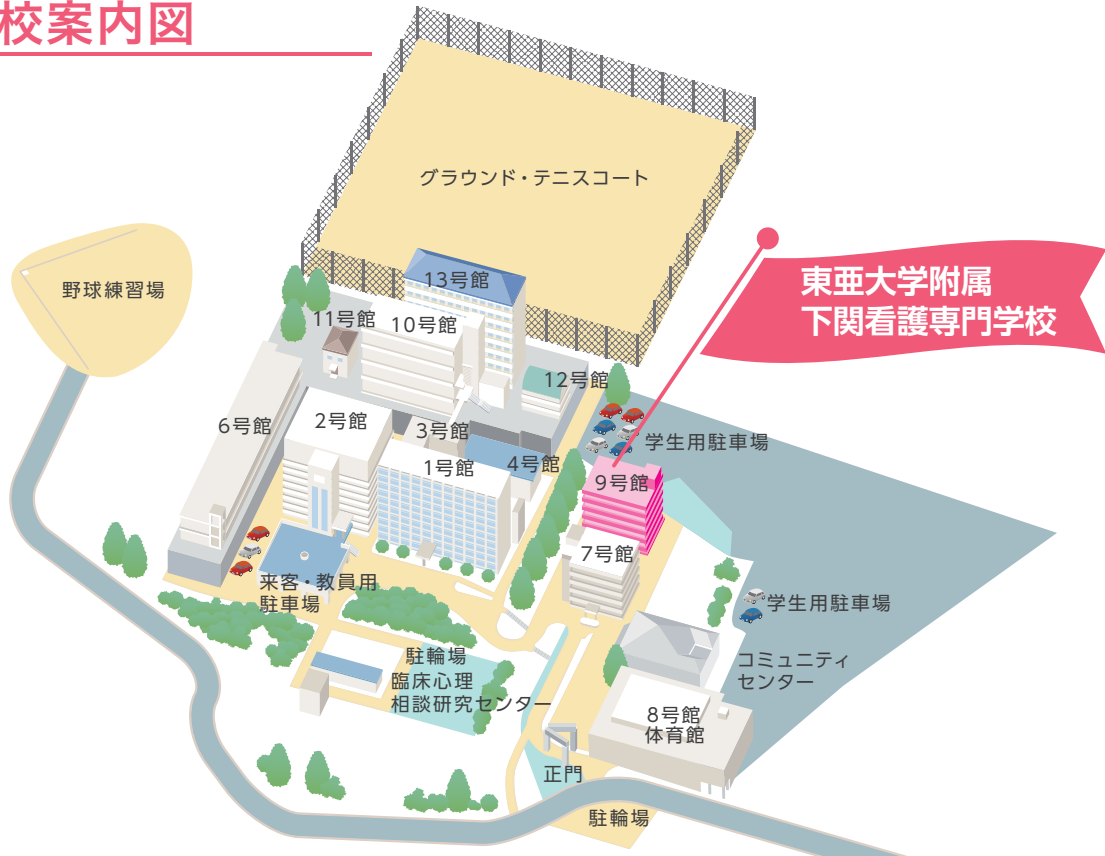 校案内図
グラウンド・テニスコート
野球練習場
東亜大学附属
下関看護専門学校
13号館
11号館
10号館
12号館
6号館
2号館
3号館
学生用駐車場
1号館
4号館
9号館
7号館
来客・教員用
駐車場
学生用駐車場
駐輪場
臨床心理
相談研究センター
コミュニティ
センター
8号館
体育館
正門
駐輪場